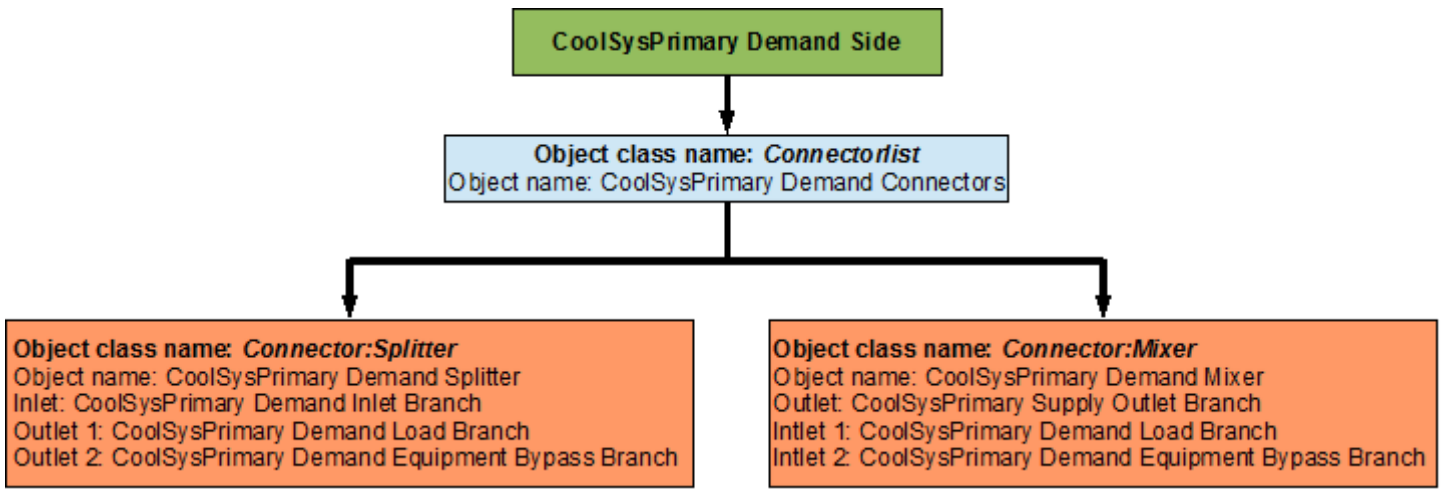 CoolSysPrimary Demand Side
Object class name: Connectorlist
Object name: CoolSysPrimary Demand Connectors
Object class name: Connector:Splitter
Object name: CoolSysPrimary Demand Splitter
Inlet: CoolSysPrimary Demand Inlet Branch
Outlet 1: CoolSysPrimary Demand Load Branch
Outlet 2: CoolSysPrimary Demand Equipment Bypass Branch
Object class name: Connector:Mixer
Object name: CoolSysPrimary Demand Mixer
Outlet: CoolSysPrimary Supply Outlet Branch
Intlet 1: CoolSysPrimary Demand Load Branch
Intlet 2: CoolSysPrimary Demand Equipment Bypass Branch